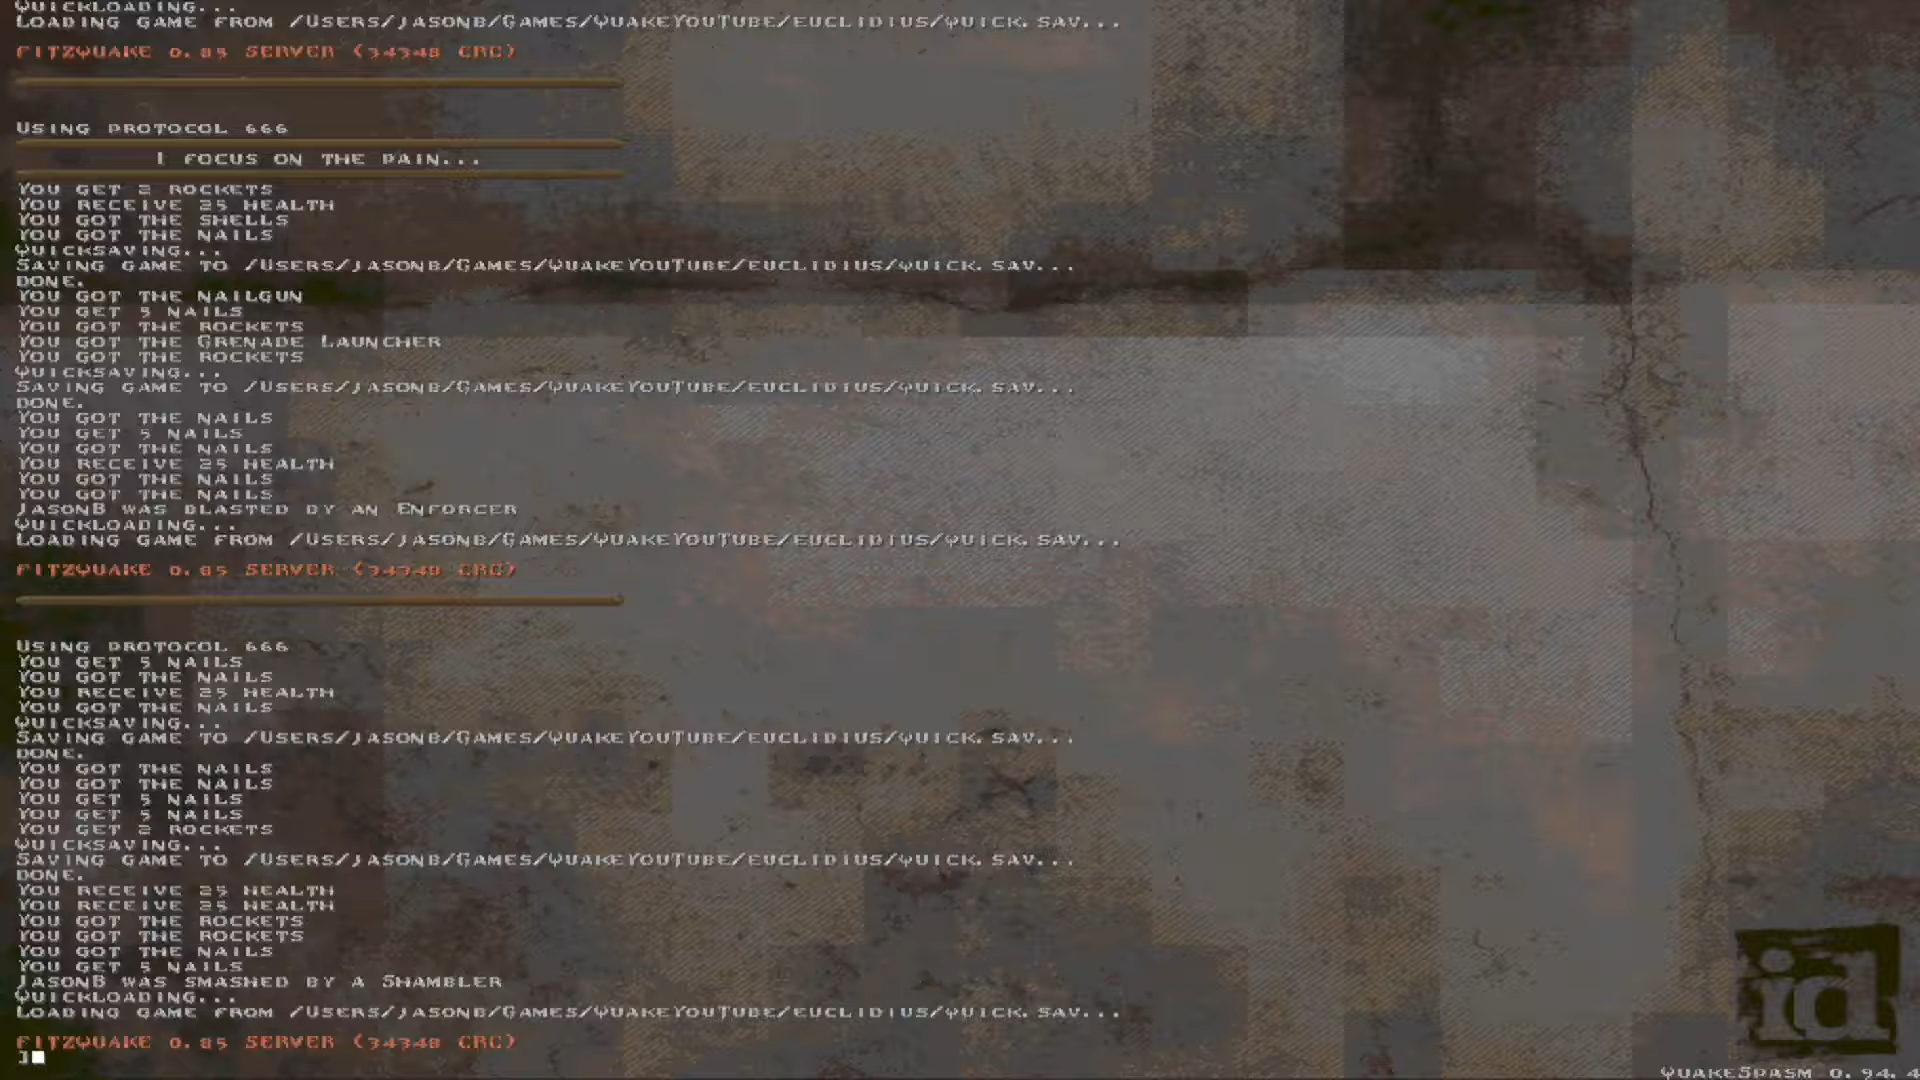 Quickloading...
Loading game from /Users/jasonb/Games/QuakeYouTube/euclidius/quick.sav...
FITZQUAKE 0.85 SERVER (34348 CRC)
Using protocol 666
I focus on the pain...
You get 2 rockets
You receive 25 health
You got the shells
You got the nails
Quicksaving...
Saving game to /Users/jasonb/Games/QuakeYouTube/euclidius/quick.sav...
done.
You got the nailgun
You get 5 nails
You got the rockets
You got the Grenade Launcher
You got the rockets
Quicksaving...
Saving game to /Users/jasonb/Games/QuakeYouTube/euclidius/quick.sav...
done.
You got the nails
You get 5 nails
You got the nails
You receive 25 health
You got the nails
You got the nails
JasonB was blasted by an Enforcer
Quickloading...
Loading game from /Users/jasonb/Games/QuakeYouTube/euclidius/quick.sav...
FITZQUAKE 0.85 SERVER (34348 CRC)
Using protocol 666
You get 5 nails
You got the nails
You receive 25 health
You got the nails
Quicksaving...
Saving game to /Users/jasonb/Games/QuakeYouTube/euclidius/quick.sav...
done.
You got the nails
You got the nails
You get 5 nails
You get 5 nails
You get 2 rockets
Quicksaving...
Saving game to /Users/jasonb/Games/QuakeYouTube/euclidius/quick.sav...
done.
You receive 25 health
You receive 25 health
You got the rockets
You got the rockets
You got the nails
You get 5 nails
JasonB was smashed by a Shambler
Quickloading...
Loading game from /Users/jasonb/Games/QuakeYouTube/euclidius/quick.sav...
FITZQUAKE 0.85 SERVER (34348 CRC)
]
id
QuakeSpasm 0.94.4